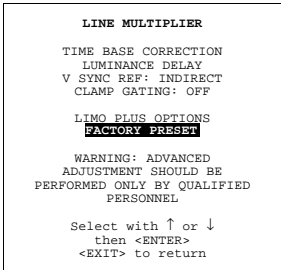 LINE MULTIPLIER
TIME BASE CORRECTION
LUMINANCE DELAY
V SYNC REF: INDIRECT
CLAMP GATING: OFF
LIMO PLUS OPTIONS
FACTORY PRESET
WARNING: ADVANCED
ADJUSTMENT SHOULD BE
PERFORMED ONLY BY QUALIFIED
PERSONNEL
Select with ↑ or ↓
then <ENTER>
<EXIT> to return